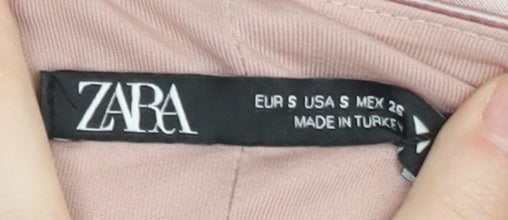 ZARA
EUR S USA S MEX 26
MADE IN TURKEY